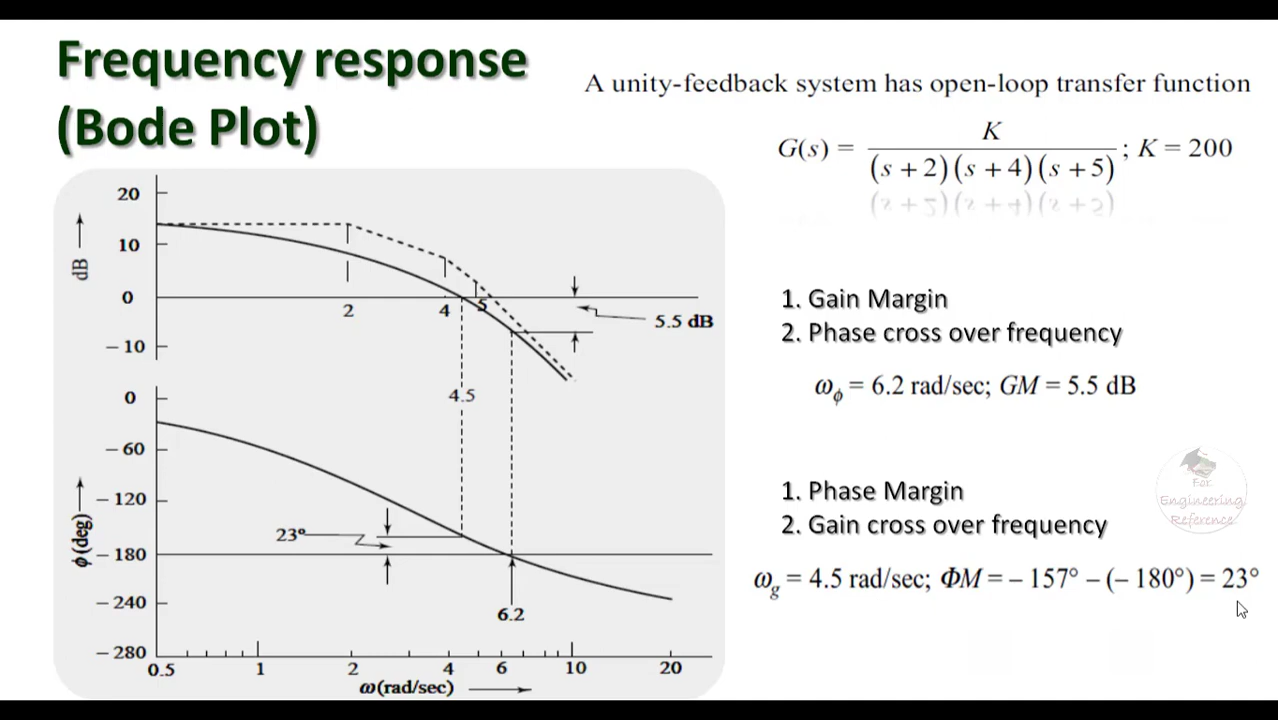 Frequency response
(Bode Plot)
A unity-feedback system has open-loop transfer function
G(s) = K / (s + 2)(s + 4)(s + 5) ; K = 200
20
10
0
– 10
dB
2
4
5
5.5 dB
4.5
0
– 60
– 120
– 180
– 240
– 280
ϕ (deg)
23º
6.2
0.5 1 2 4 6 10 20
ω(rad/sec)
1. Gain Margin
2. Phase cross over frequency
ωϕ = 6.2 rad/sec; GM = 5.5 dB
1. Phase Margin
2. Gain cross over frequency
ωg = 4.5 rad/sec; ΦM = – 157° – (– 180°) = 23°
For
Engineering
Reference